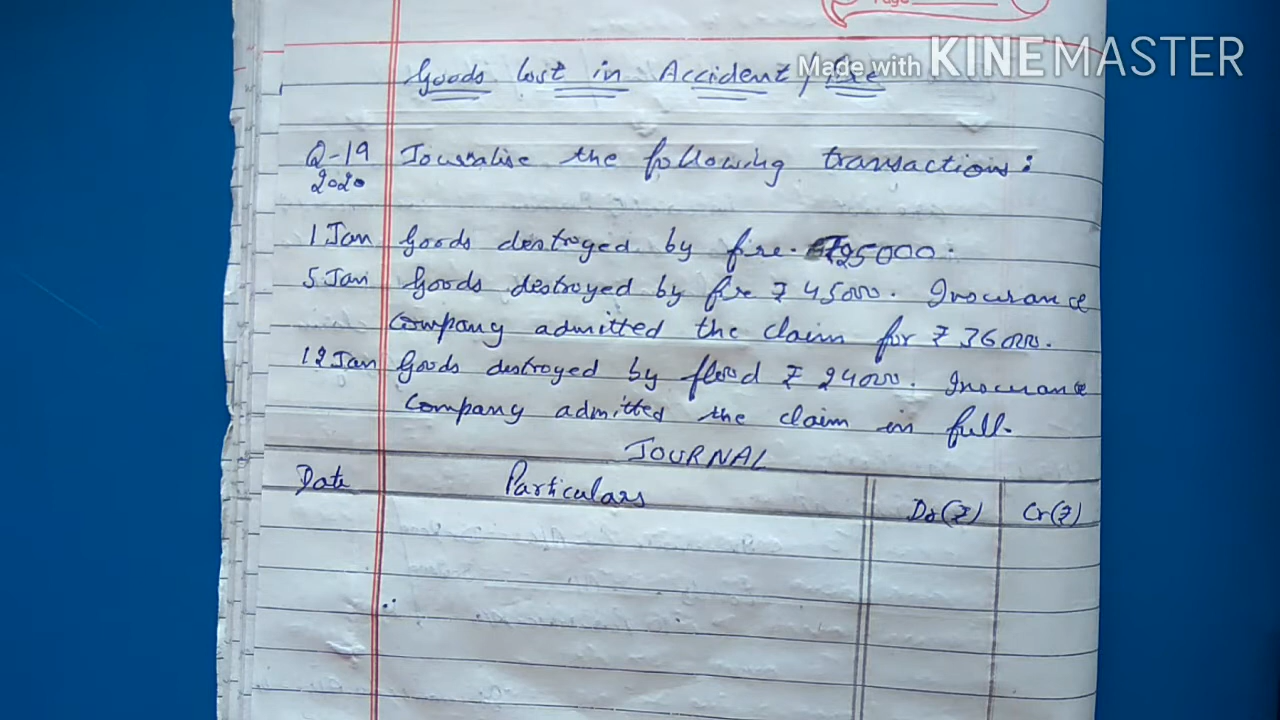 Page
Goods lost in Accident, Fire
Made with KINEMASTER
Q-19 Journalise the following transactions:
2020
1 Jan Goods destroyed by fire. ₹25000.
5 Jan Goods destroyed by fire ₹ 45000. Insurance
Company admitted the claim for ₹ 36000.
12 Jan Goods destroyed by flood ₹ 24000. Insurance
Company admitted the claim in full.
JOURNAL
Date Particulars Dr(₹) Cr(₹)